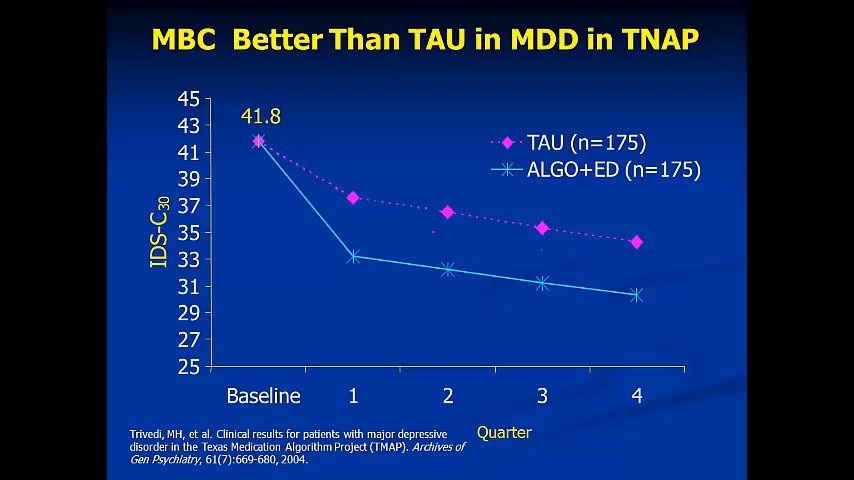 MBC Better Than TAU in MDD in TNAP
45
43
41
39
37
35
33
31
29
27
25
IDS-C30
41.8
TAU (n=175)
ALGO+ED (n=175)
Baseline 1 2 3 4
Quarter
Trivedi, MH, et al. Clinical results for patients with major depressive
disorder in the Texas Medication Algorithm Project (TMAP). Archives of
Gen Psychiatry, 61(7):669-680, 2004.